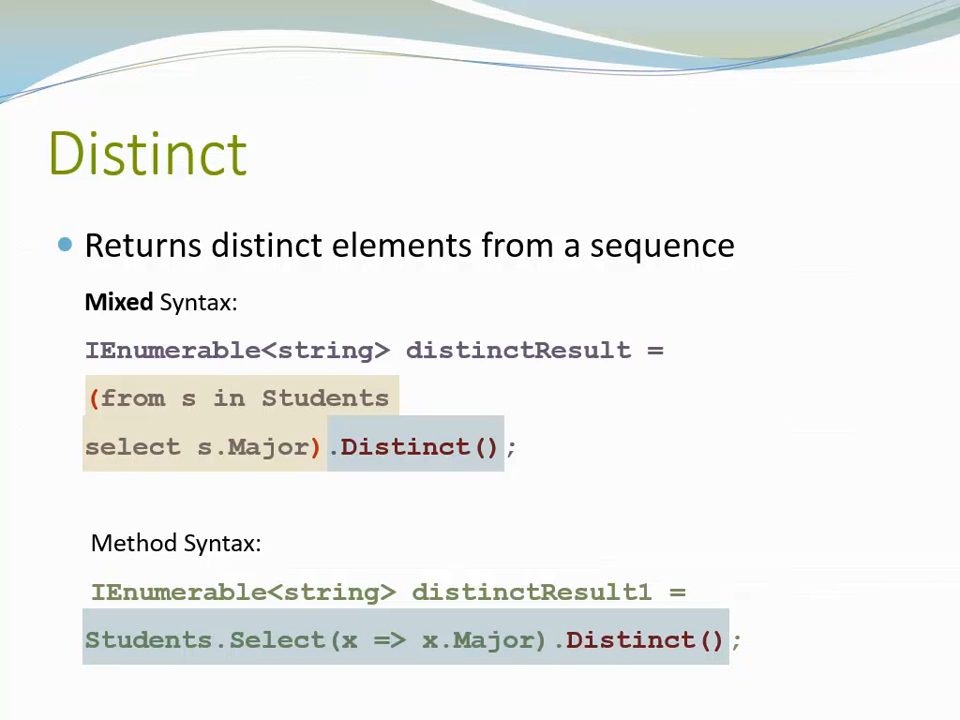 Distinct
Returns distinct elements from a sequence
Mixed Syntax:
IEnumerable<string> distinctResult =
(from s in Students
select s.Major).Distinct();
Method Syntax:
IEnumerable<string> distinctResult1 =
Students.Select(x => x.Major).Distinct();